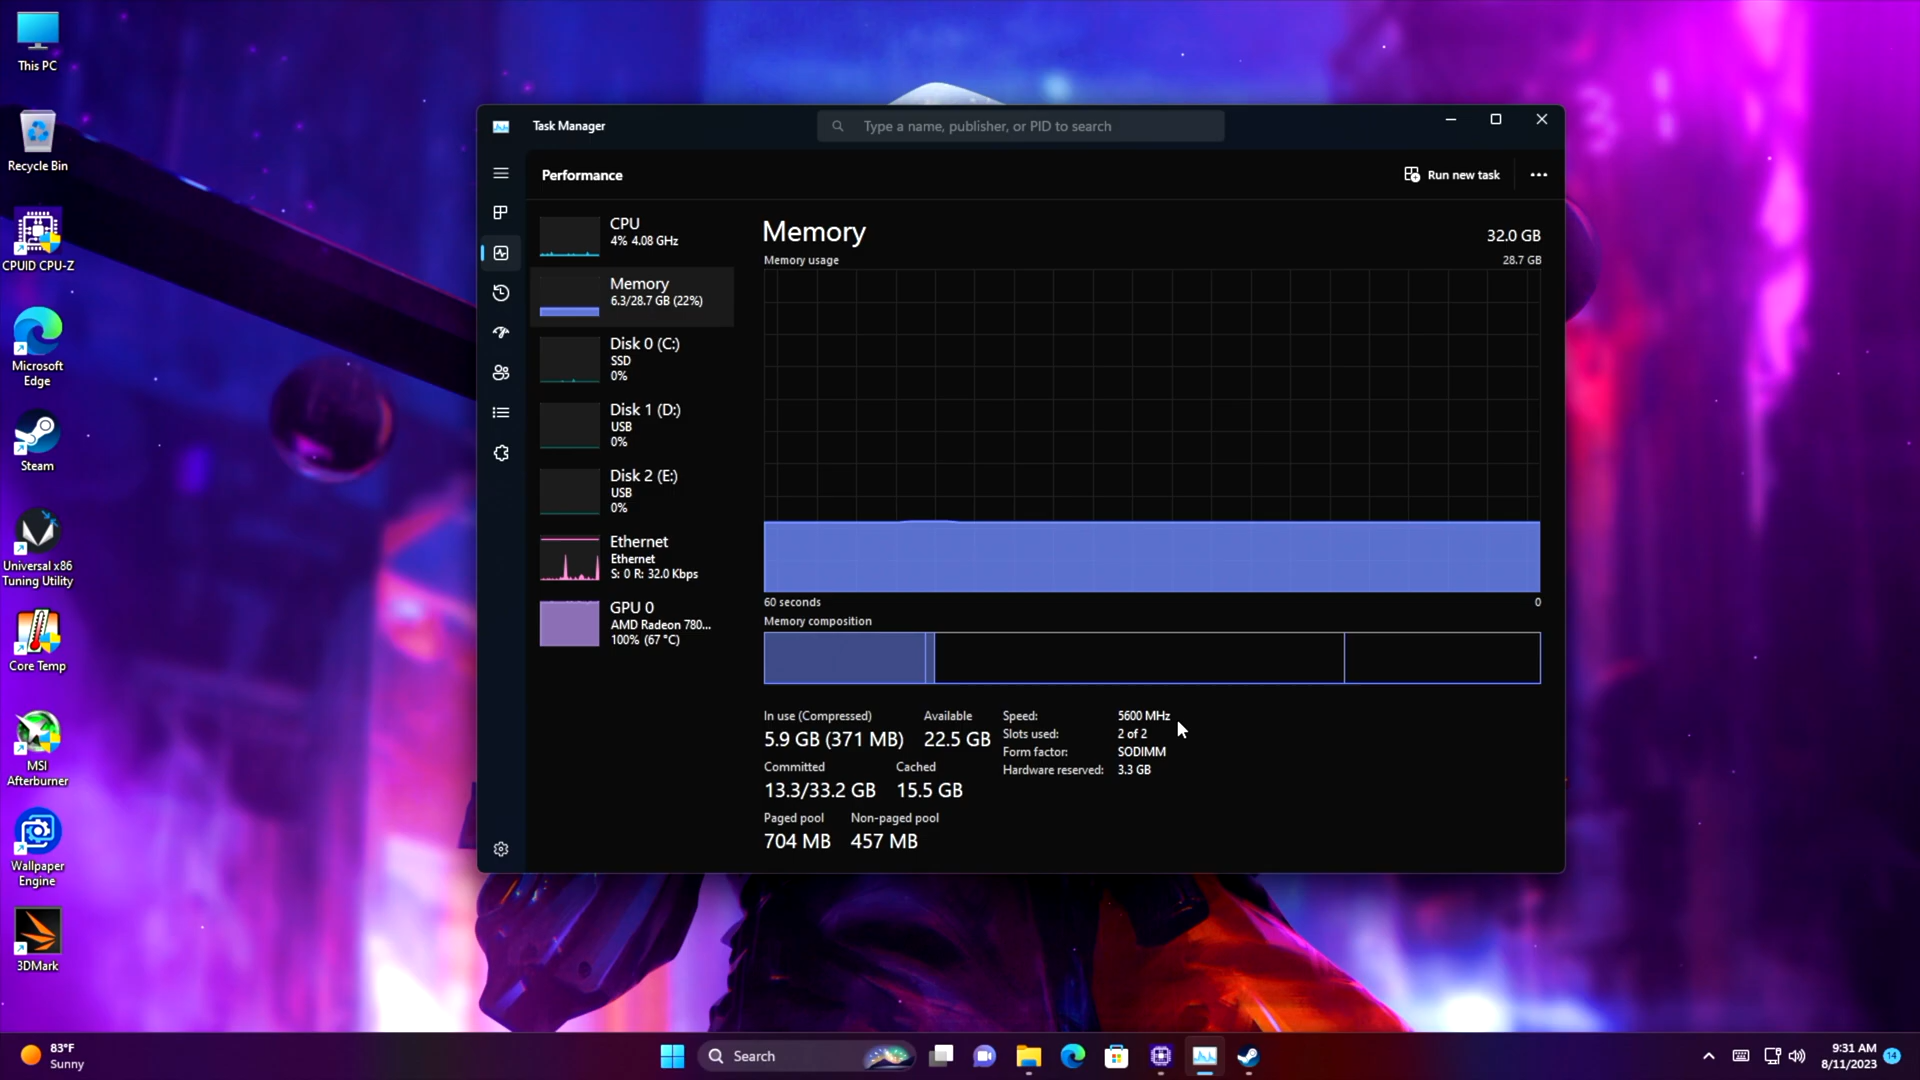 This PC
Recycle Bin
CPUID CPU-Z
Microsoft
Edge
Steam
Universal x86
Tuning Utility
Core Temp
MSI
Afterburner
Wallpaper
Engine
3DMark
Task Manager
Type a name, publisher, or PID to search
Performance
Run new task
CPU
4% 4.08 GHz
Memory
6.3/28.7 GB (22%)
Disk 0 (C:)
SSD
0%
Disk 1 (D:)
USB
0%
Disk 2 (E:)
USB
0%
Ethernet
Ethernet
S: 0 R: 32.0 Kbps
GPU 0
AMD Radeon 780...
100% (67 °C)
Memory
32.0 GB
Memory usage
28.7 GB
60 seconds
0
Memory composition
In use (Compressed)
5.9 GB (371 MB)
Available
22.5 GB
Committed
13.3/33.2 GB
Cached
15.5 GB
Paged pool
704 MB
Non-paged pool
457 MB
Speed: 5600 MHz
Slots used: 2 of 2
Form factor: SODIMM
Hardware reserved: 3.3 GB
83°F
Sunny
Search
9:31 AM
8/11/2023
14